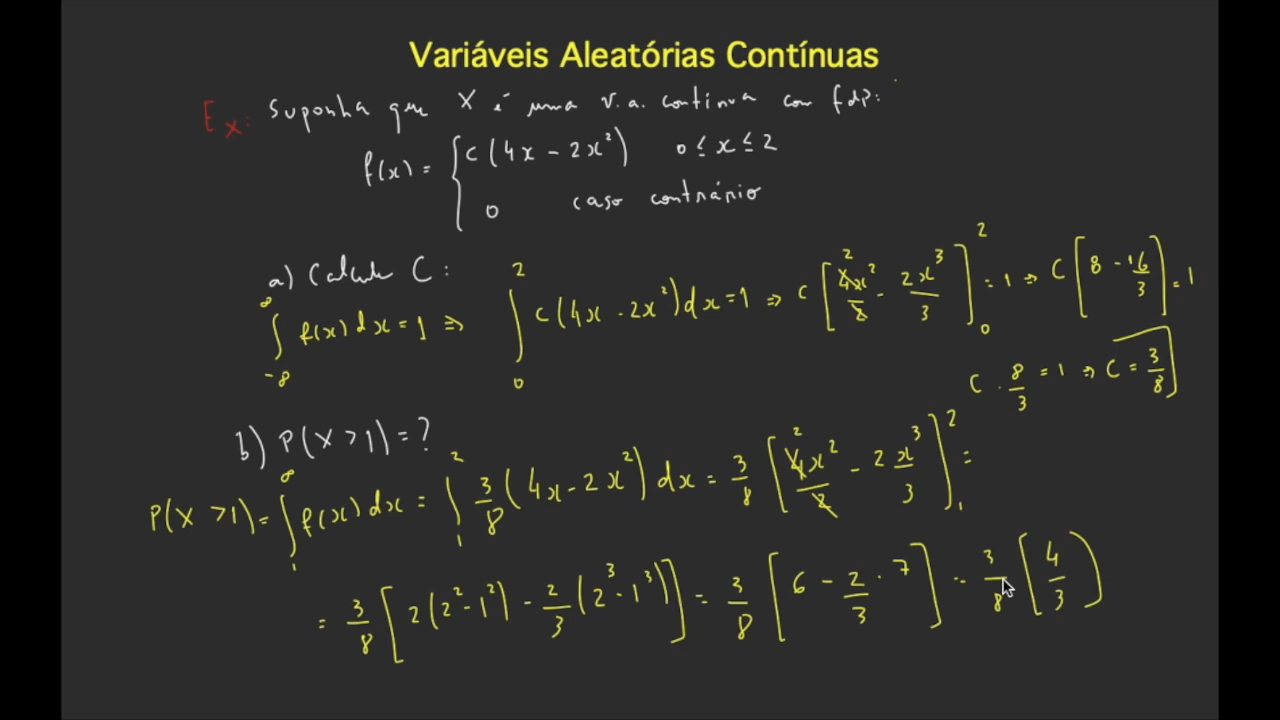 Variáveis Aleatórias Contínuas
Ex: Suponha que X é uma v.a. contínua com fdp:
f(x) = { C(4x - 2x²) 0 ≤ x ≤ 2
0 caso contrário
a) Calcule C:
∫_{-∞}^{∞} f(x) dx = 1 ⇒ ∫_0^2 C(4x - 2x²) dx = 1 ⇒ C [4x²/2 - 2x³/3]_0^2 = 1 ⇒ C [8 - 16/3] = 1
C · 8/3 = 1 ⇒ C = 3/8
b) P(X > 1) = ?
P(X > 1) = ∫_1^∞ f(x) dx = ∫_1^2 3/8 (4x - 2x²) dx = 3/8 [4x²/2 - 2x³/3]_1^2 =
= 3/8 [2(2² - 1²) - 2/3 (2³ - 1³)] = 3/8 [6 - 2/3 · 7] = 3/8 (4/3)